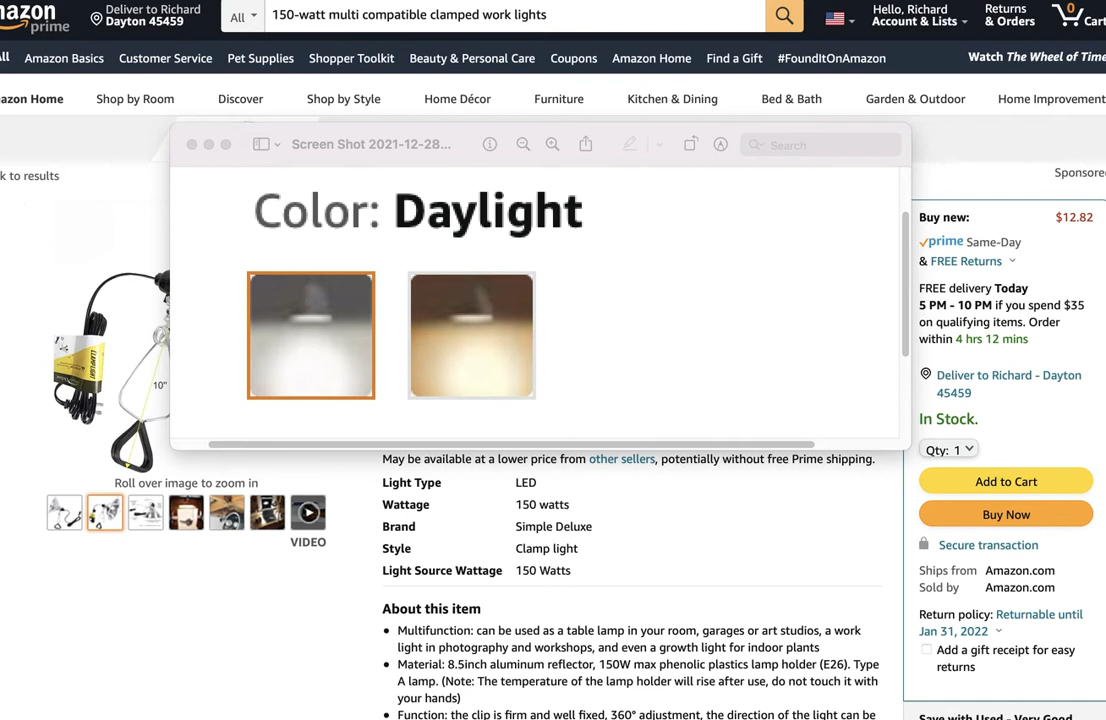 amazon
prime
Deliver to Richard
Dayton 45459
All
150-watt multi compatible clamped work lights
Hello, Richard
Account & Lists
Returns
& Orders
0
Cart
All
Amazon Basics
Customer Service
Pet Supplies
Shopper Toolkit
Beauty & Personal Care
Coupons
Amazon Home
Find a Gift
#FoundItOnAmazon
Watch The Wheel of Time
azon Home
Shop by Room
Discover
Shop by Style
Home Décor
Furniture
Kitchen & Dining
Bed & Bath
Garden & Outdoor
Home Improvement
Screen Shot 2021-12-28...
Search
k to results
Sponsored
Color: Daylight
10"
Roll over image to zoom in
VIDEO
May be available at a lower price from other sellers, potentially without free Prime shipping.
Light Type LED
Wattage 150 watts
Brand Simple Deluxe
Style Clamp light
Light Source Wattage 150 Watts
About this item
Multifunction: can be used as a table lamp in your room, garages or art studios, a work
light in photography and workshops, and even a growth light for indoor plants
Material: 8.5inch aluminum reflector, 150W max phenolic plastics lamp holder (E26). Type
A lamp. (Note: The temperature of the lamp holder will rise after use, do not touch it with
your hands)
Function: the clip is firm and well fixed, 360° adjustment, the direction of the light can be
Buy new: $12.82
prime Same-Day
& FREE Returns
FREE delivery Today
5 PM - 10 PM if you spend $35
on qualifying items. Order
within 4 hrs 12 mins
Deliver to Richard - Dayton
45459
In Stock.
Qty: 1
Add to Cart
Buy Now
Secure transaction
Ships from Amazon.com
Sold by Amazon.com
Return policy: Returnable until
Jan 31, 2022
Add a gift receipt for easy
returns
Save with Used - Very Good